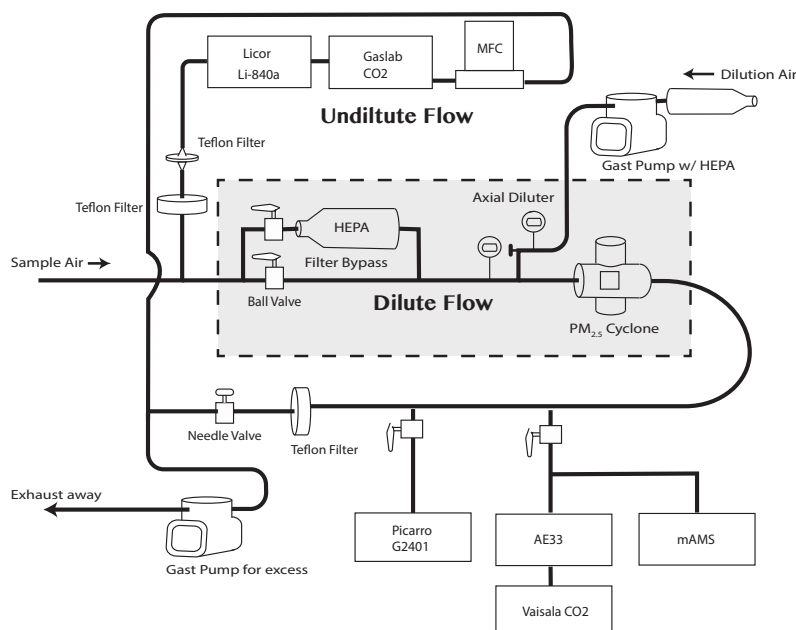 Licor
Li-840a
Gaslab
CO2
MFC
Dilution Air
Undiltute Flow
Teflon Filter
Gast Pump w/ HEPA
Teflon Filter
Axial Diluter
HEPA
Sample Air
Filter Bypass
Ball Valve
Dilute Flow
PM2.5 Cyclone
Needle Valve
Teflon Filter
Exhaust away
Gast Pump for excess
Picarro
G2401
AE33
mAMS
Vaisala CO2